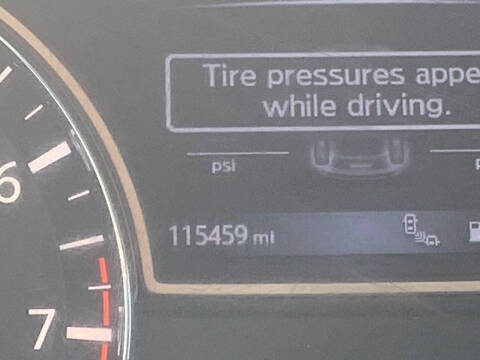 Tire pressures appe
while driving.
psi
6
115459 mi
7